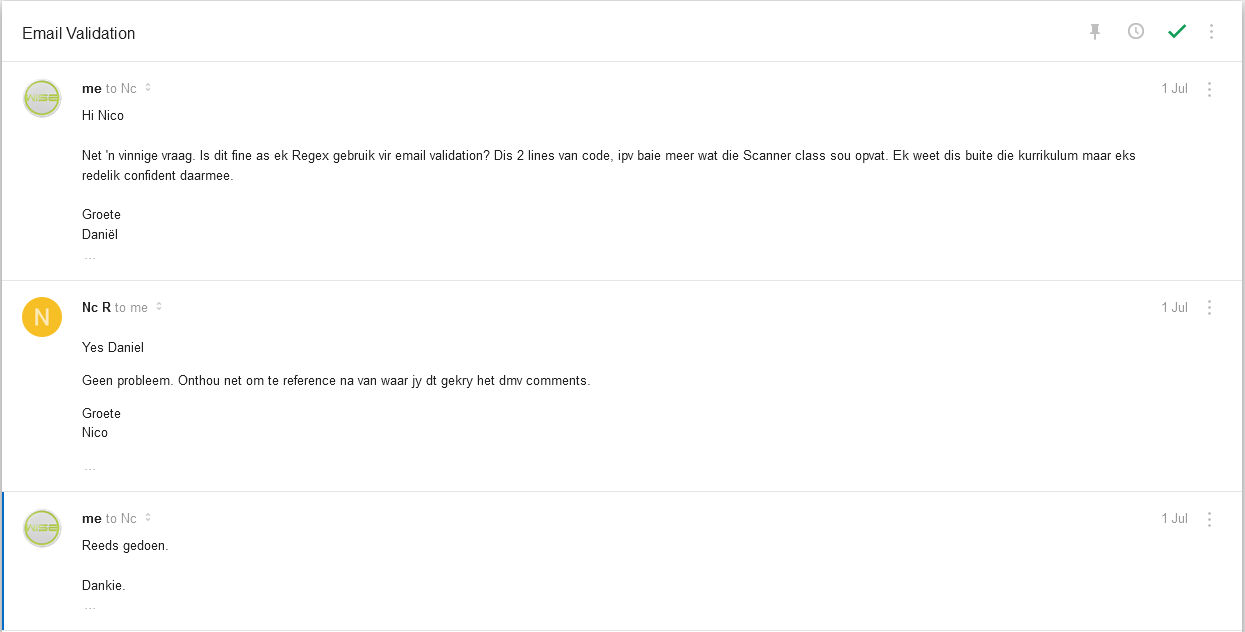 Email Validation
me to Nc
1 Jul
Hi Nico
Net 'n vinnige vraag. Is dit fine as ek Regex gebruik vir email validation? Dis 2 lines van code, ipv baie meer wat die Scanner class sou opvat. Ek weet dis buite die kurrikulum maar eks
redelik confident daarmee.
Groete
Daniël
...
N
Nc R to me
1 Jul
Yes Daniel
Geen probleem. Onthou net om te reference na van waar jy dt gekry het dmv comments.
Groete
Nico
...
me to Nc
1 Jul
Reeds gedoen.
Dankie.
...